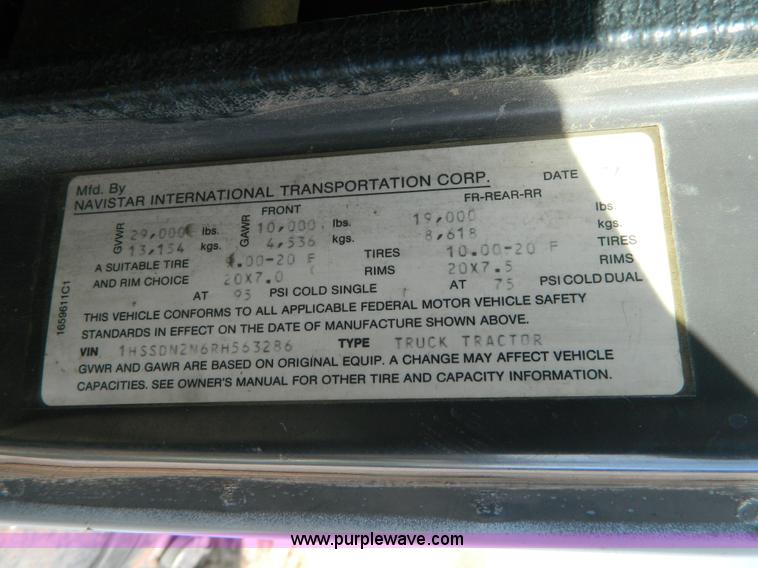 Mfd. By DATE
NAVISTAR INTERNATIONAL TRANSPORTATION CORP.
FRONT FR-REAR-RR
GVWR 29,000 lbs. GAWR 10,000 lbs. 19,000 lbs.
13,154 kgs. 4,536 kgs. 8,618 kgs.
A SUITABLE TIRE .00-20 F TIRES 10.00-20 F TIRES
AND RIM CHOICE 20X7.0 RIMS 20X7.5 RIMS
AT 95 PSI COLD SINGLE AT 75 PSI COLD DUAL
THIS VEHICLE CONFORMS TO ALL APPLICABLE FEDERAL MOTOR VEHICLE SAFETY
STANDARDS IN EFFECT ON THE DATE OF MANUFACTURE SHOWN ABOVE.
VIN 1HSSDN2N6RH563286 TYPE TRUCK TRACTOR
GVWR AND GAWR ARE BASED ON ORIGINAL EQUIP. A CHANGE MAY AFFECT VEHICLE
CAPACITIES. SEE OWNER'S MANUAL FOR OTHER TIRE AND CAPACITY INFORMATION.
1659611C1
www.purplewave.com